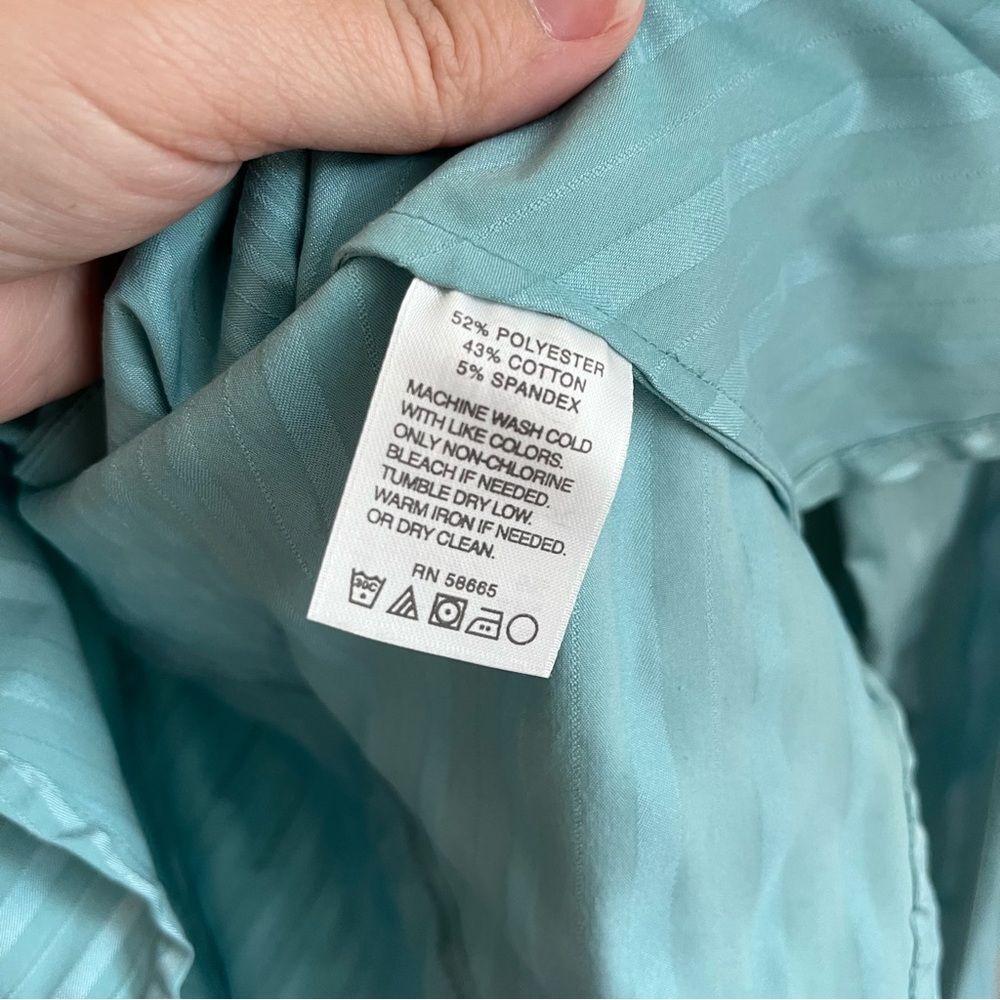 52% POLYESTER
43% COTTON
5% SPANDEX
MACHINE WASH COLD
WITH LIKE COLORS.
ONLY NON-CHLORINE
BLEACH IF NEEDED.
TUMBLE DRY LOW.
WARM IRON IF NEEDED.
OR DRY CLEAN.
RN 58665
30C